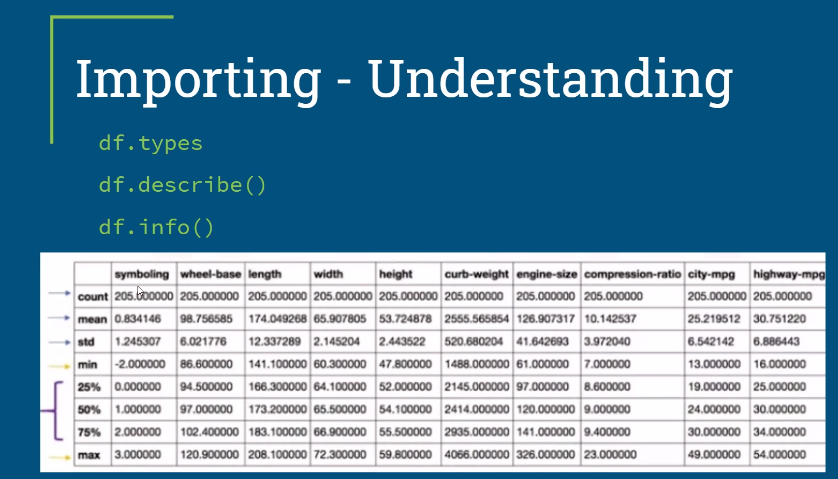 Importing - Understanding
df.types
df.describe()
df.info()
symboling wheel-base length width height curb-weight engine-size compression-ratio city-mpg highway-mpg
count 205.000000 205.000000 205.000000 205.000000 205.000000 205.000000 205.000000 205.000000 205.000000 205.000000
mean 0.834146 98.756585 174.049268 65.907805 53.724878 2555.565854 126.907317 10.142537 25.219512 30.751220
std 1.245307 6.021776 12.337289 2.145204 2.443522 520.680204 41.642693 3.972040 6.542142 6.886443
min -2.000000 86.600000 141.100000 60.300000 47.800000 1488.000000 61.000000 7.000000 13.000000 16.000000
25% 0.000000 94.500000 166.300000 64.100000 52.000000 2145.000000 97.000000 8.600000 19.000000 25.000000
50% 1.000000 97.000000 173.200000 65.500000 54.100000 2414.000000 120.000000 9.000000 24.000000 30.000000
75% 2.000000 102.400000 183.100000 66.900000 55.500000 2935.000000 141.000000 9.400000 30.000000 34.000000
max 3.000000 120.900000 208.100000 72.300000 59.800000 4066.000000 326.000000 23.000000 49.000000 54.000000